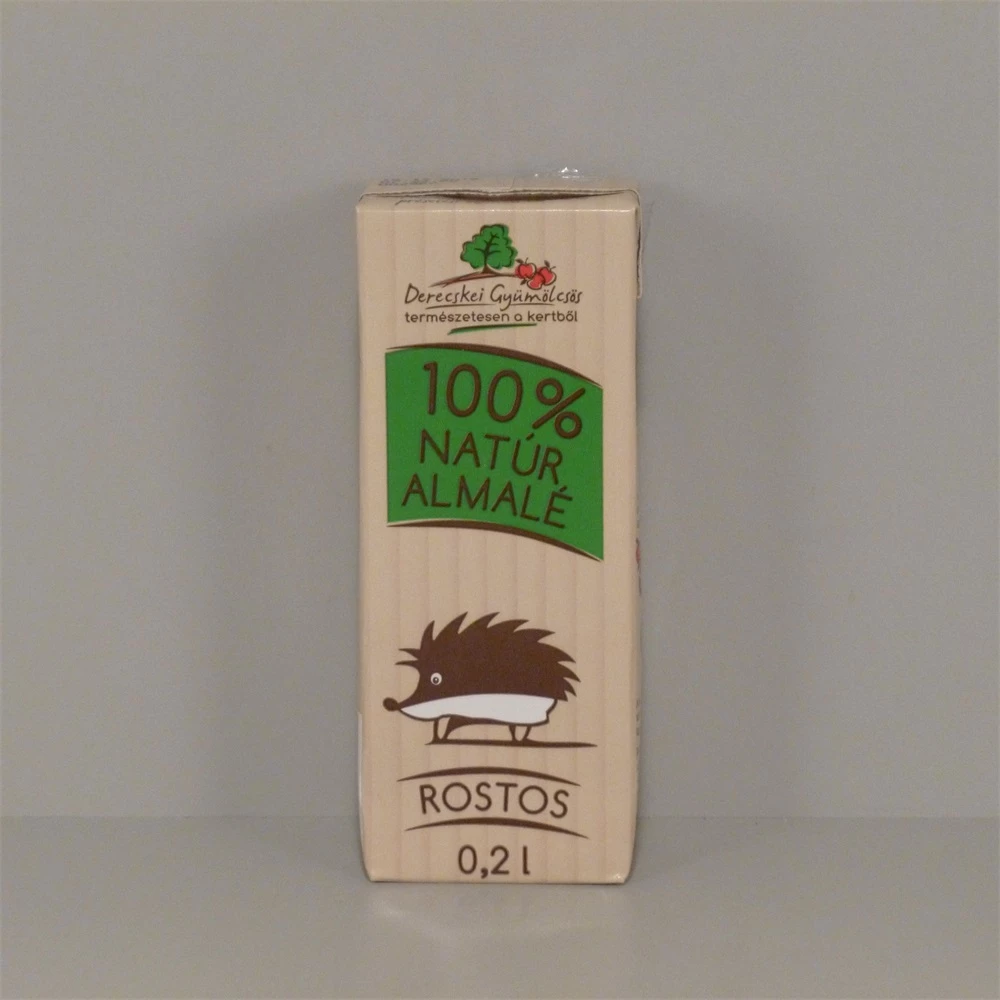 Derecskei Gyümölcsös
természetesen a kertből
100%
NATÚR
ALMALÉ
ROSTOS
0,2 l